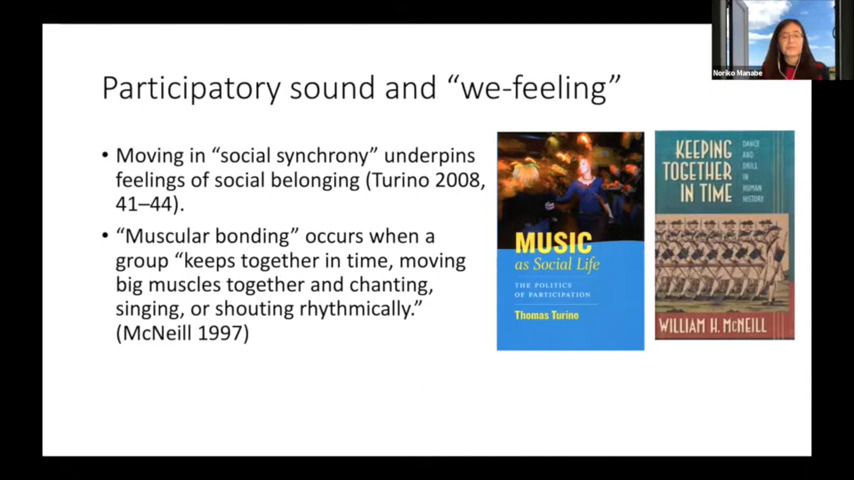 Noriko Manabe
Participatory sound and “we-feeling”
• Moving in “social synchrony” underpins
feelings of social belonging (Turino 2008,
41–44).
• “Muscular bonding” occurs when a
group “keeps together in time, moving
big muscles together and chanting,
singing, or shouting rhythmically.”
(McNeill 1997)
MUSIC
as Social Life
THE POLITICS
OF PARTICIPATION
Thomas Turino
KEEPING
TOGETHER
IN TIME
DANCE
AND
DRILL
IN
HUMAN
HISTORY
WILLIAM H. McNEILL